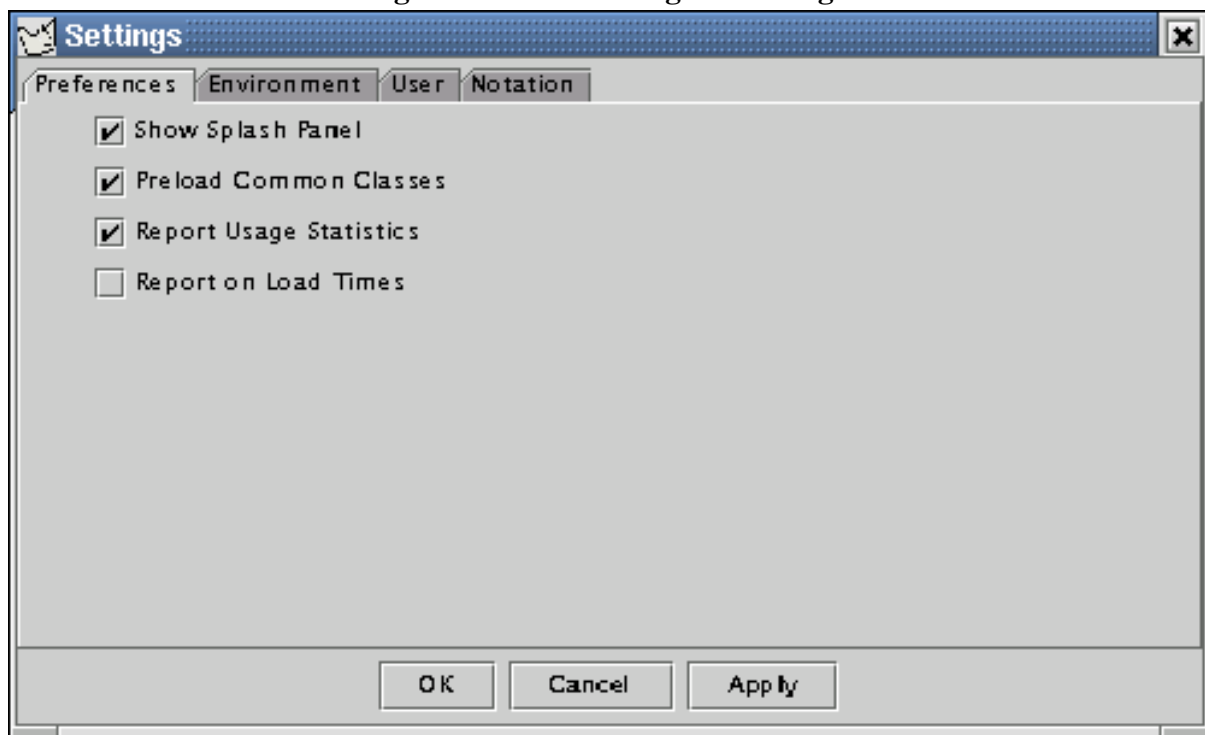 Settings
Preferences Environment User Notation
Show Splash Panel
Preload Common Classes
Report Usage Statistics
Report on Load Times
OK Cancel Apply